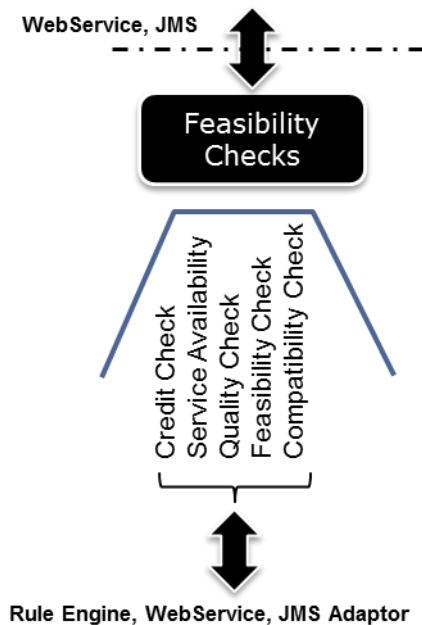 WebService, JMS
Feasibility
Checks
Credit Check
Service Availability
Quality Check
Feasibility Check
Compatibility Check
Rule Engine, WebService, JMS Adaptor